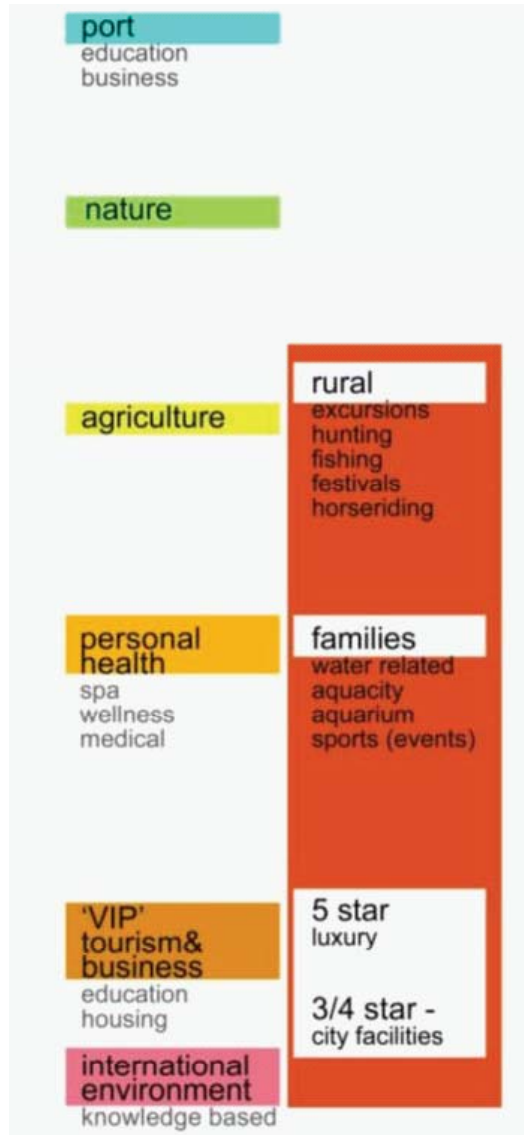 port
education
business
nature
agriculture
rural
excursions
hunting
fishing
festivals
horseriding
personal
health
spa
wellness
medical
families
water related
aquacity
aquarium
sports (events)
‘VIP’
tourism&
business
education
housing
5 star
luxury
3/4 star -
city facilities
international
environment
knowledge based